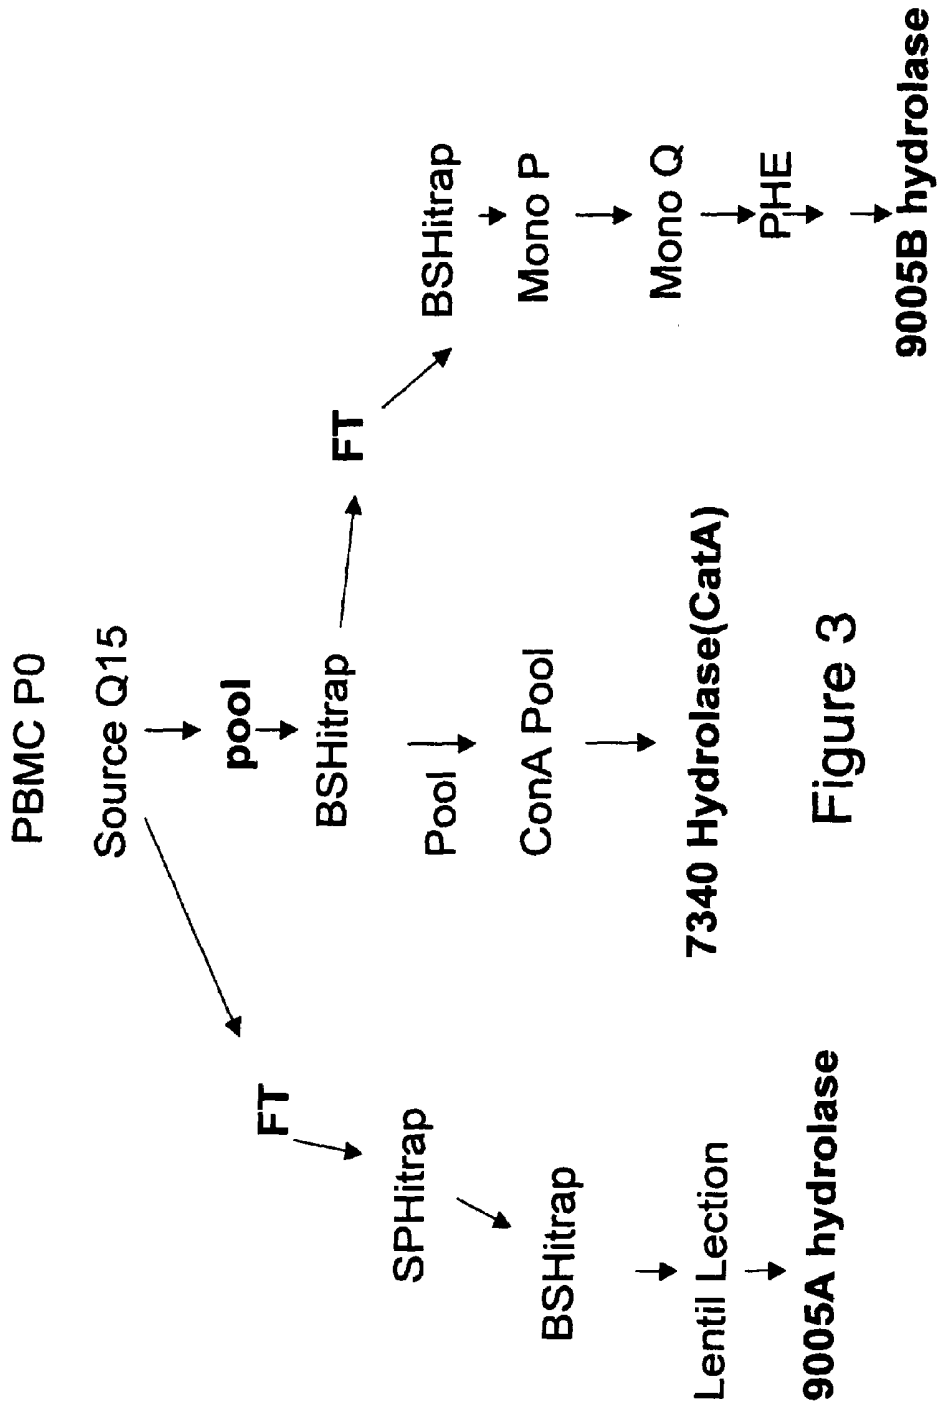 PBMC P0
Source Q15
pool
BSHitrap
Pool
ConA Pool
7340 Hydrolase(CatA)
FT
SPHitrap
BSHitrap
Lentil Lection
9005A hydrolase
FT
BSHitrap
Mono P
Mono Q
PHE
9005B hydrolase
Figure 3